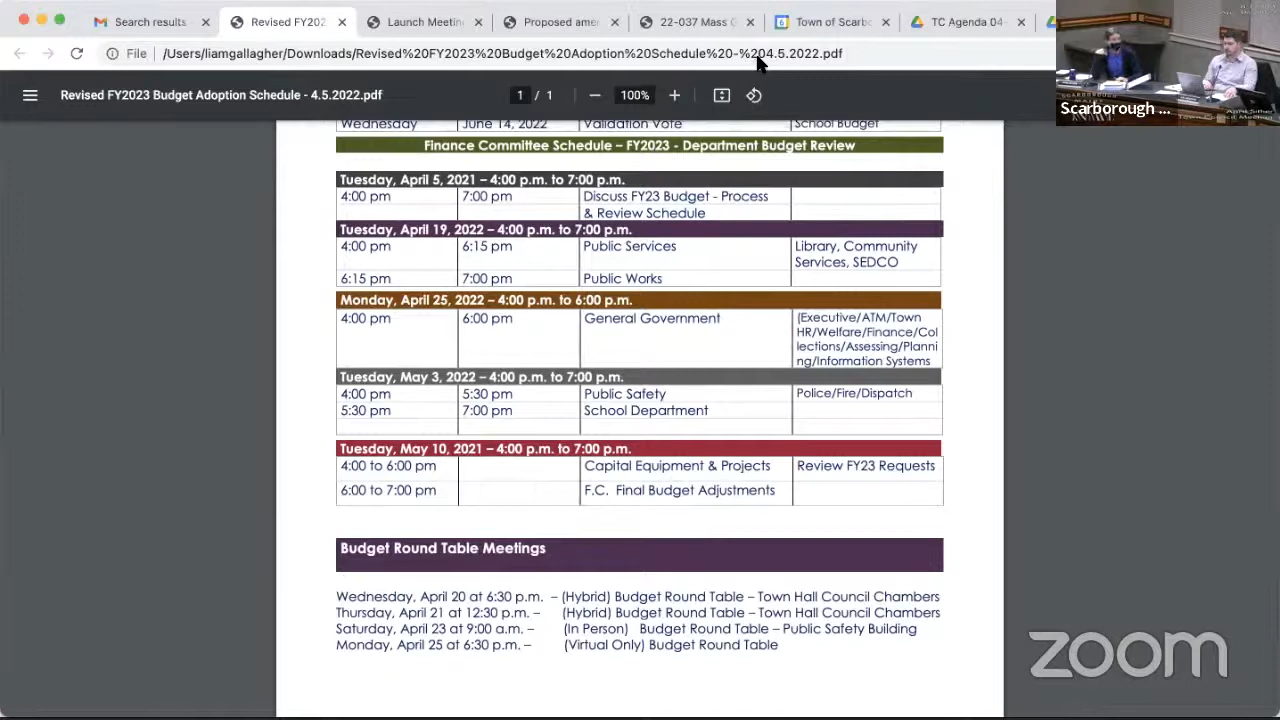 Search results
Revised FY202
Launch Meetin
Proposed ame
22-037 Mass G
Town of Scarbo
TC Agenda 04-
File
/Users/liamgallagher/Downloads/Revised%20FY2023%20Budget%20Adoption%20Schedule%20-%204.5.2022.pdf
Revised FY2023 Budget Adoption Schedule - 4.5.2022.pdf
1 / 1
100%
Scarborough ...
Wednesday June 14, 2022 Validation Vote School Budget
Finance Committee Schedule – FY2023 - Department Budget Review
Tuesday, April 5, 2021 – 4:00 p.m. to 7:00 p.m.
4:00 pm 7:00 pm Discuss FY23 Budget - Process
& Review Schedule
Tuesday, April 19, 2022 – 4:00 p.m. to 7:00 p.m.
4:00 pm 6:15 pm Public Services Library, Community
Services, SEDCO
6:15 pm 7:00 pm Public Works
Monday, April 25, 2022 – 4:00 p.m. to 6:00 p.m.
4:00 pm 6:00 pm General Government (Executive/ATM/Town
HR/Welfare/Finance/Col
lections/Assessing/Planni
ng/Information Systems
Tuesday, May 3, 2022 – 4:00 p.m. to 7:00 p.m.
4:00 pm 5:30 pm Public Safety Police/Fire/Dispatch
5:30 pm 7:00 pm School Department
Tuesday, May 10, 2021 – 4:00 p.m. to 7:00 p.m.
4:00 to 6:00 pm Capital Equipment & Projects Review FY23 Requests
6:00 to 7:00 pm F.C. Final Budget Adjustments
Budget Round Table Meetings
Wednesday, April 20 at 6:30 p.m. – (Hybrid) Budget Round Table – Town Hall Council Chambers
Thursday, April 21 at 12:30 p.m. – (Hybrid) Budget Round Table – Town Hall Council Chambers
Saturday, April 23 at 9:00 a.m. – (In Person) Budget Round Table – Public Safety Building
Monday, April 25 at 6:30 p.m. – (Virtual Only) Budget Round Table
zoom